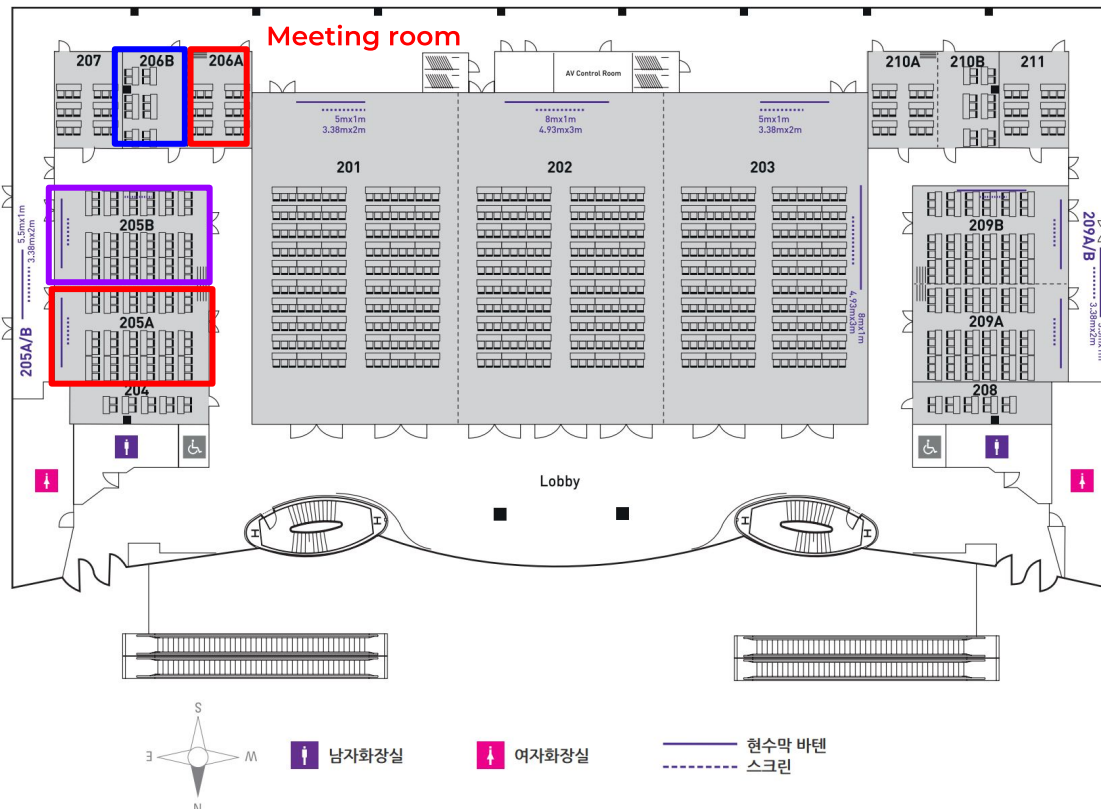 Meeting room
207
206B
206A
AV Control Room
210A
210B
211
5mx1m
3.38mx2m
8mx1m
4.93mx3m
5mx1m
3.38mx2m
201
202
203
205B
205A
204
205A/B
5.5mx1m
3.38mx2m
8mx1m
4.93mx3m
209B
209A
208
209A/B
3.38mx2m
Lobby
H
H
H
H
S
E
W
N
남자화장실
여자화장실
현수막 바텐
스크린